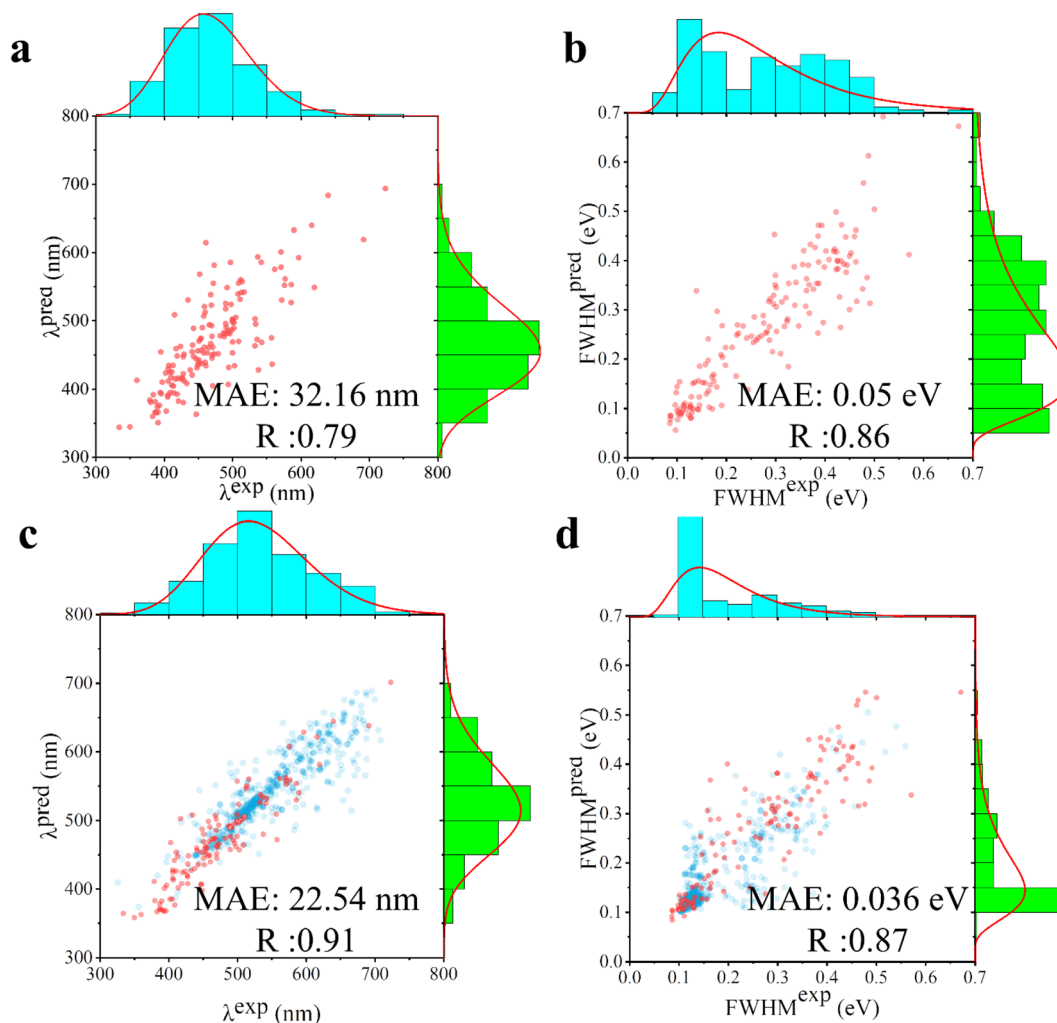 a
800
700
600
500
400
300
λpred (nm)
MAE: 32.16 nm
R :0.79
300 400 500 600 700 800
λexp (nm)
b
0.7
0.6
0.5
0.4
0.3
0.2
0.1
0.0
FWHMpred (eV)
MAE: 0.05 eV
R :0.86
0.0 0.1 0.2 0.3 0.4 0.5 0.6 0.7
FWHMexp (eV)
c
800
700
600
500
400
300
λpred (nm)
MAE: 22.54 nm
R :0.91
300 400 500 600 700 800
λexp (nm)
d
0.7
0.6
0.5
0.4
0.3
0.2
0.1
0.0
FWHMpred (eV)
MAE: 0.036 eV
R :0.87
0.0 0.1 0.2 0.3 0.4 0.5 0.6 0.7
FWHMexp (eV)